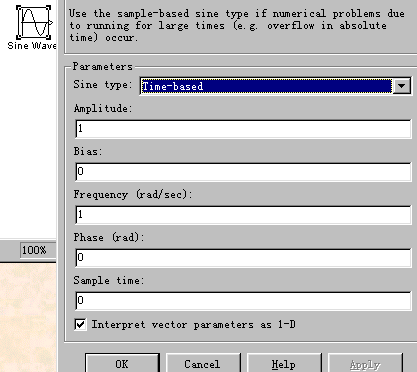 Use the sample-based sine type if numerical problems due
to running for large times (e.g. overflow in absolute
time) occur.
Sine Wave
Parameters
Sine type: Time-based
Amplitude:
1
Bias:
0
Frequency (rad/sec):
1
Phase (rad):
0
100%
Sample time:
0
Interpret vector parameters as 1-D
OK Cancel Help Apply